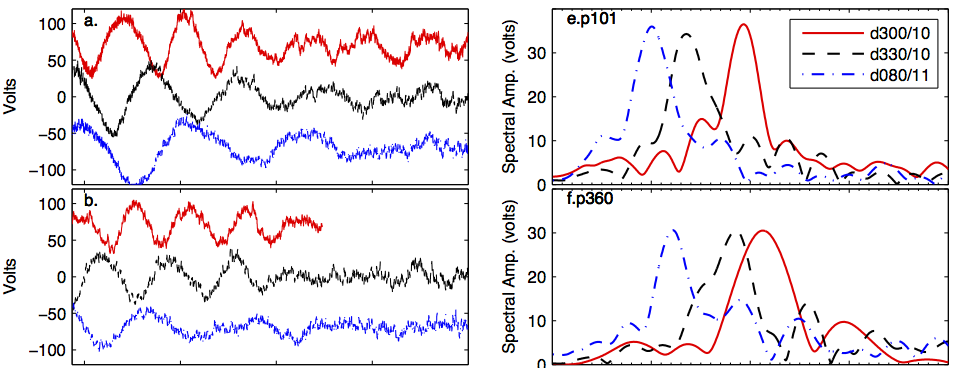 a.
100
50
0
−50
−100
Volts
b.
100
50
0
−50
−100
Volts
e.p101
d300/10
d330/10
d080/11
30
20
10
0
Spectral Amp. (volts)
f.p360
30
20
10
0
Spectral Amp. (volts)